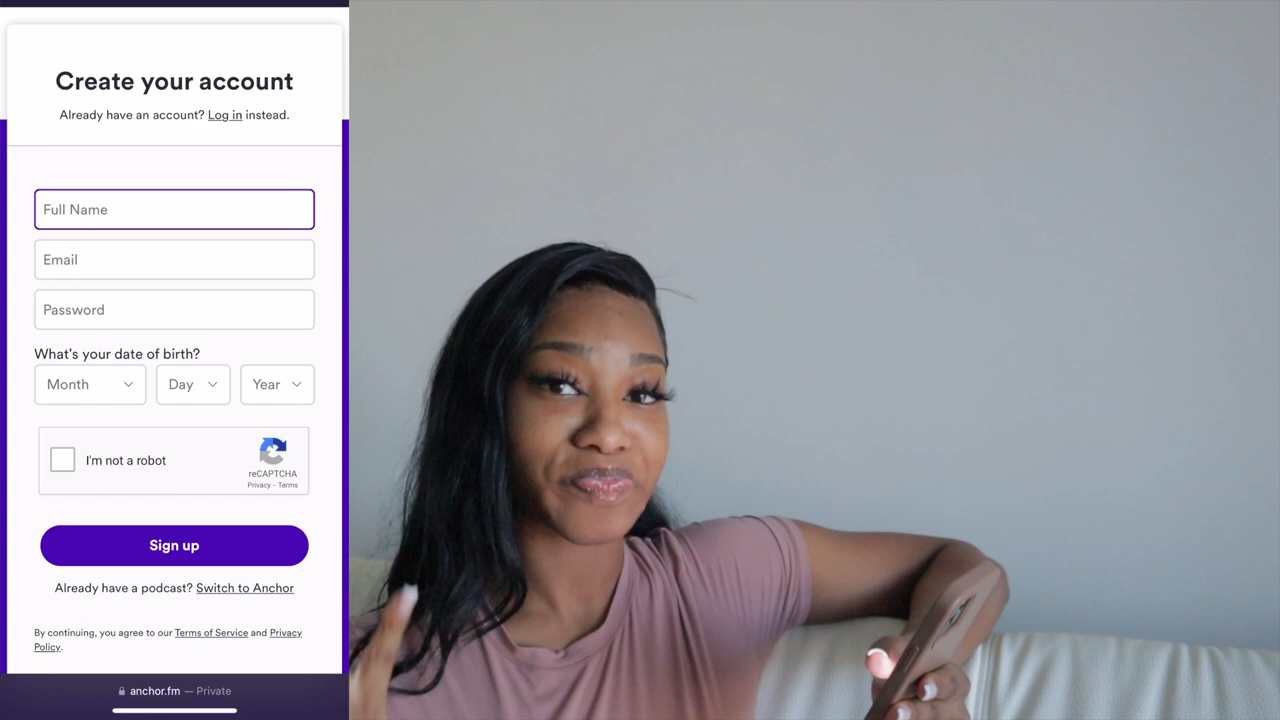 Create your account
Already have an account? Log in instead.
Full Name
Email
Password
What's your date of birth?
Month Day Year
I'm not a robot
reCAPTCHA
Privacy - Terms
Sign up
Already have a podcast? Switch to Anchor
By continuing, you agree to our Terms of Service and Privacy
Policy.
anchor.fm — Private